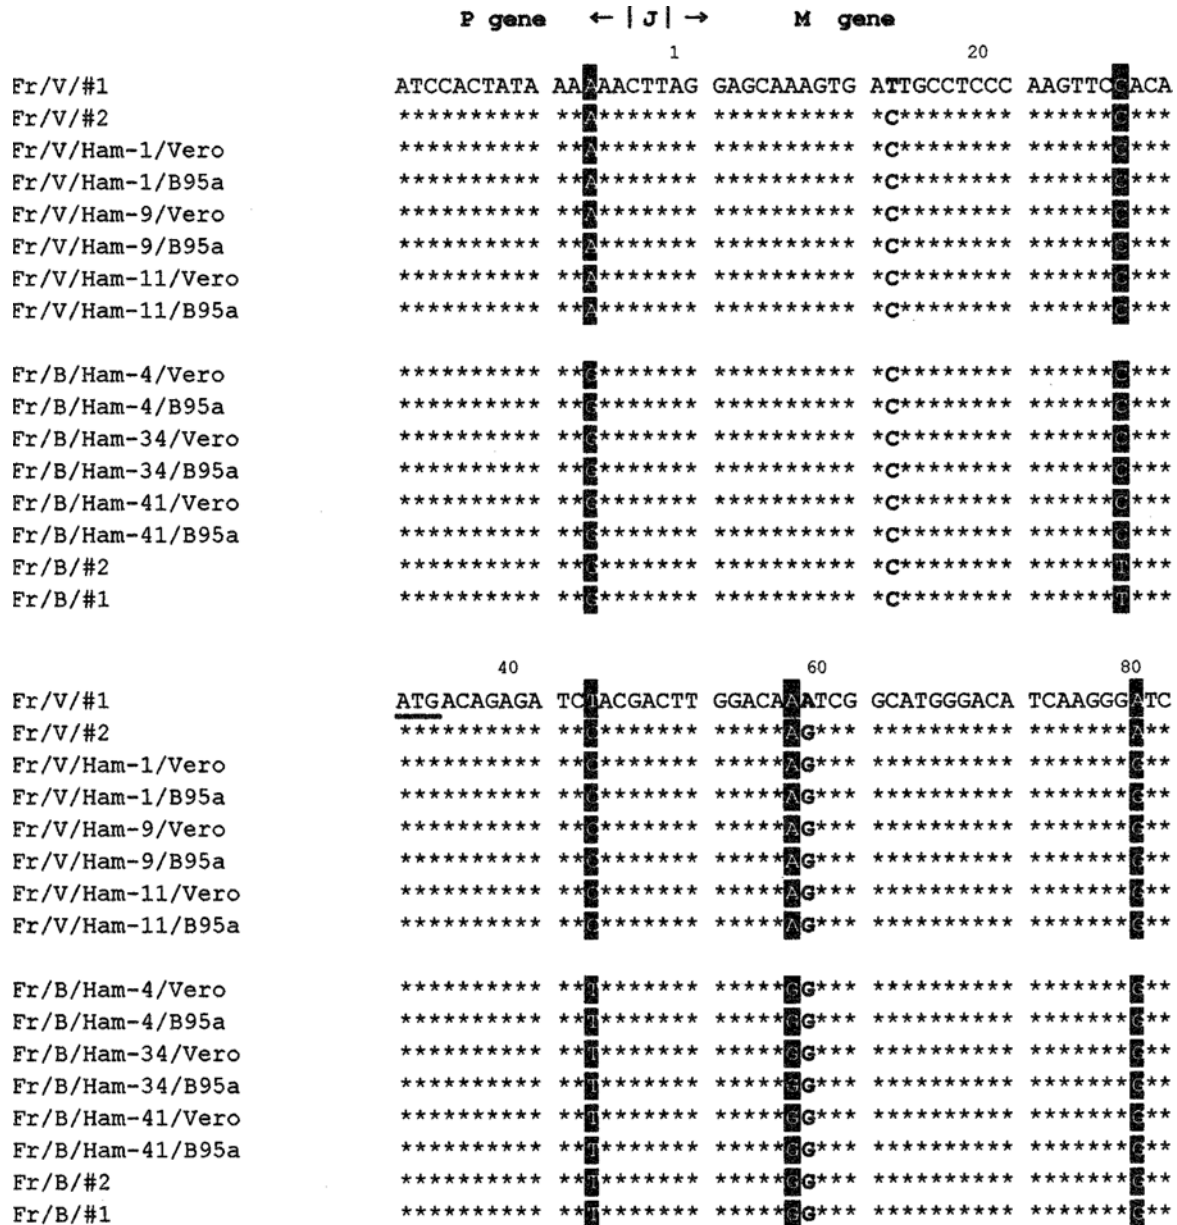 P gene ← | J | → M gene
1 20
Fr/V/#1 ATCCACTATA AAAAACTTAG GAGCAAAGTG ATTGCCTCCC AAGTTCCACA
Fr/V/#2 ********** **A******* ********** *C******** ******C***
Fr/V/Ham-1/Vero ********** **A******* ********** *C******** ******C***
Fr/V/Ham-1/B95a ********** **A******* ********** *C******** ******C***
Fr/V/Ham-9/Vero ********** **A******* ********** *C******** ******C***
Fr/V/Ham-9/B95a ********** **A******* ********** *C******** ******C***
Fr/V/Ham-11/Vero ********** **A******* ********** *C******** ******C***
Fr/V/Ham-11/B95a ********** **A******* ********** *C******** ******C***
Fr/B/Ham-4/Vero ********** **G******* ********** *C******** ******C***
Fr/B/Ham-4/B95a ********** **G******* ********** *C******** ******C***
Fr/B/Ham-34/Vero ********** **G******* ********** *C******** ******C***
Fr/B/Ham-34/B95a ********** **G******* ********** *C******** ******C***
Fr/B/Ham-41/Vero ********** **G******* ********** *C******** ******C***
Fr/B/Ham-41/B95a ********** **G******* ********** *C******** ******C***
Fr/B/#2 ********** **G******* ********** *C******** ******T***
Fr/B/#1 ********** **G******* ********** *C******** ******T***
40 60 80
Fr/V/#1 ATGACAGAGA TCTACGACTT GGACAAATCG GCATGGGACA TCAAGGGATC
Fr/V/#2 ********** **C******* *****AG*** ********** *******A**
Fr/V/Ham-1/Vero ********** **C******* *****AG*** ********** *******G**
Fr/V/Ham-1/B95a ********** **C******* *****AG*** ********** *******G**
Fr/V/Ham-9/Vero ********** **C******* *****AG*** ********** *******G**
Fr/V/Ham-9/B95a ********** **C******* *****AG*** ********** *******G**
Fr/V/Ham-11/Vero ********** **C******* *****AG*** ********** *******G**
Fr/V/Ham-11/B95a ********** **C******* *****AG*** ********** *******G**
Fr/B/Ham-4/Vero ********** **T******* *****GG*** ********** *******G**
Fr/B/Ham-4/B95a ********** **T******* *****GG*** ********** *******G**
Fr/B/Ham-34/Vero ********** **T******* *****GG*** ********** *******G**
Fr/B/Ham-34/B95a ********** **T******* *****GG*** ********** *******G**
Fr/B/Ham-41/Vero ********** **T******* *****GG*** ********** *******G**
Fr/B/Ham-41/B95a ********** **T******* *****GG*** ********** *******G**
Fr/B/#2 ********** **T******* *****GG*** ********** *******G**
Fr/B/#1 ********** **T******* *****GG*** ********** *******G**